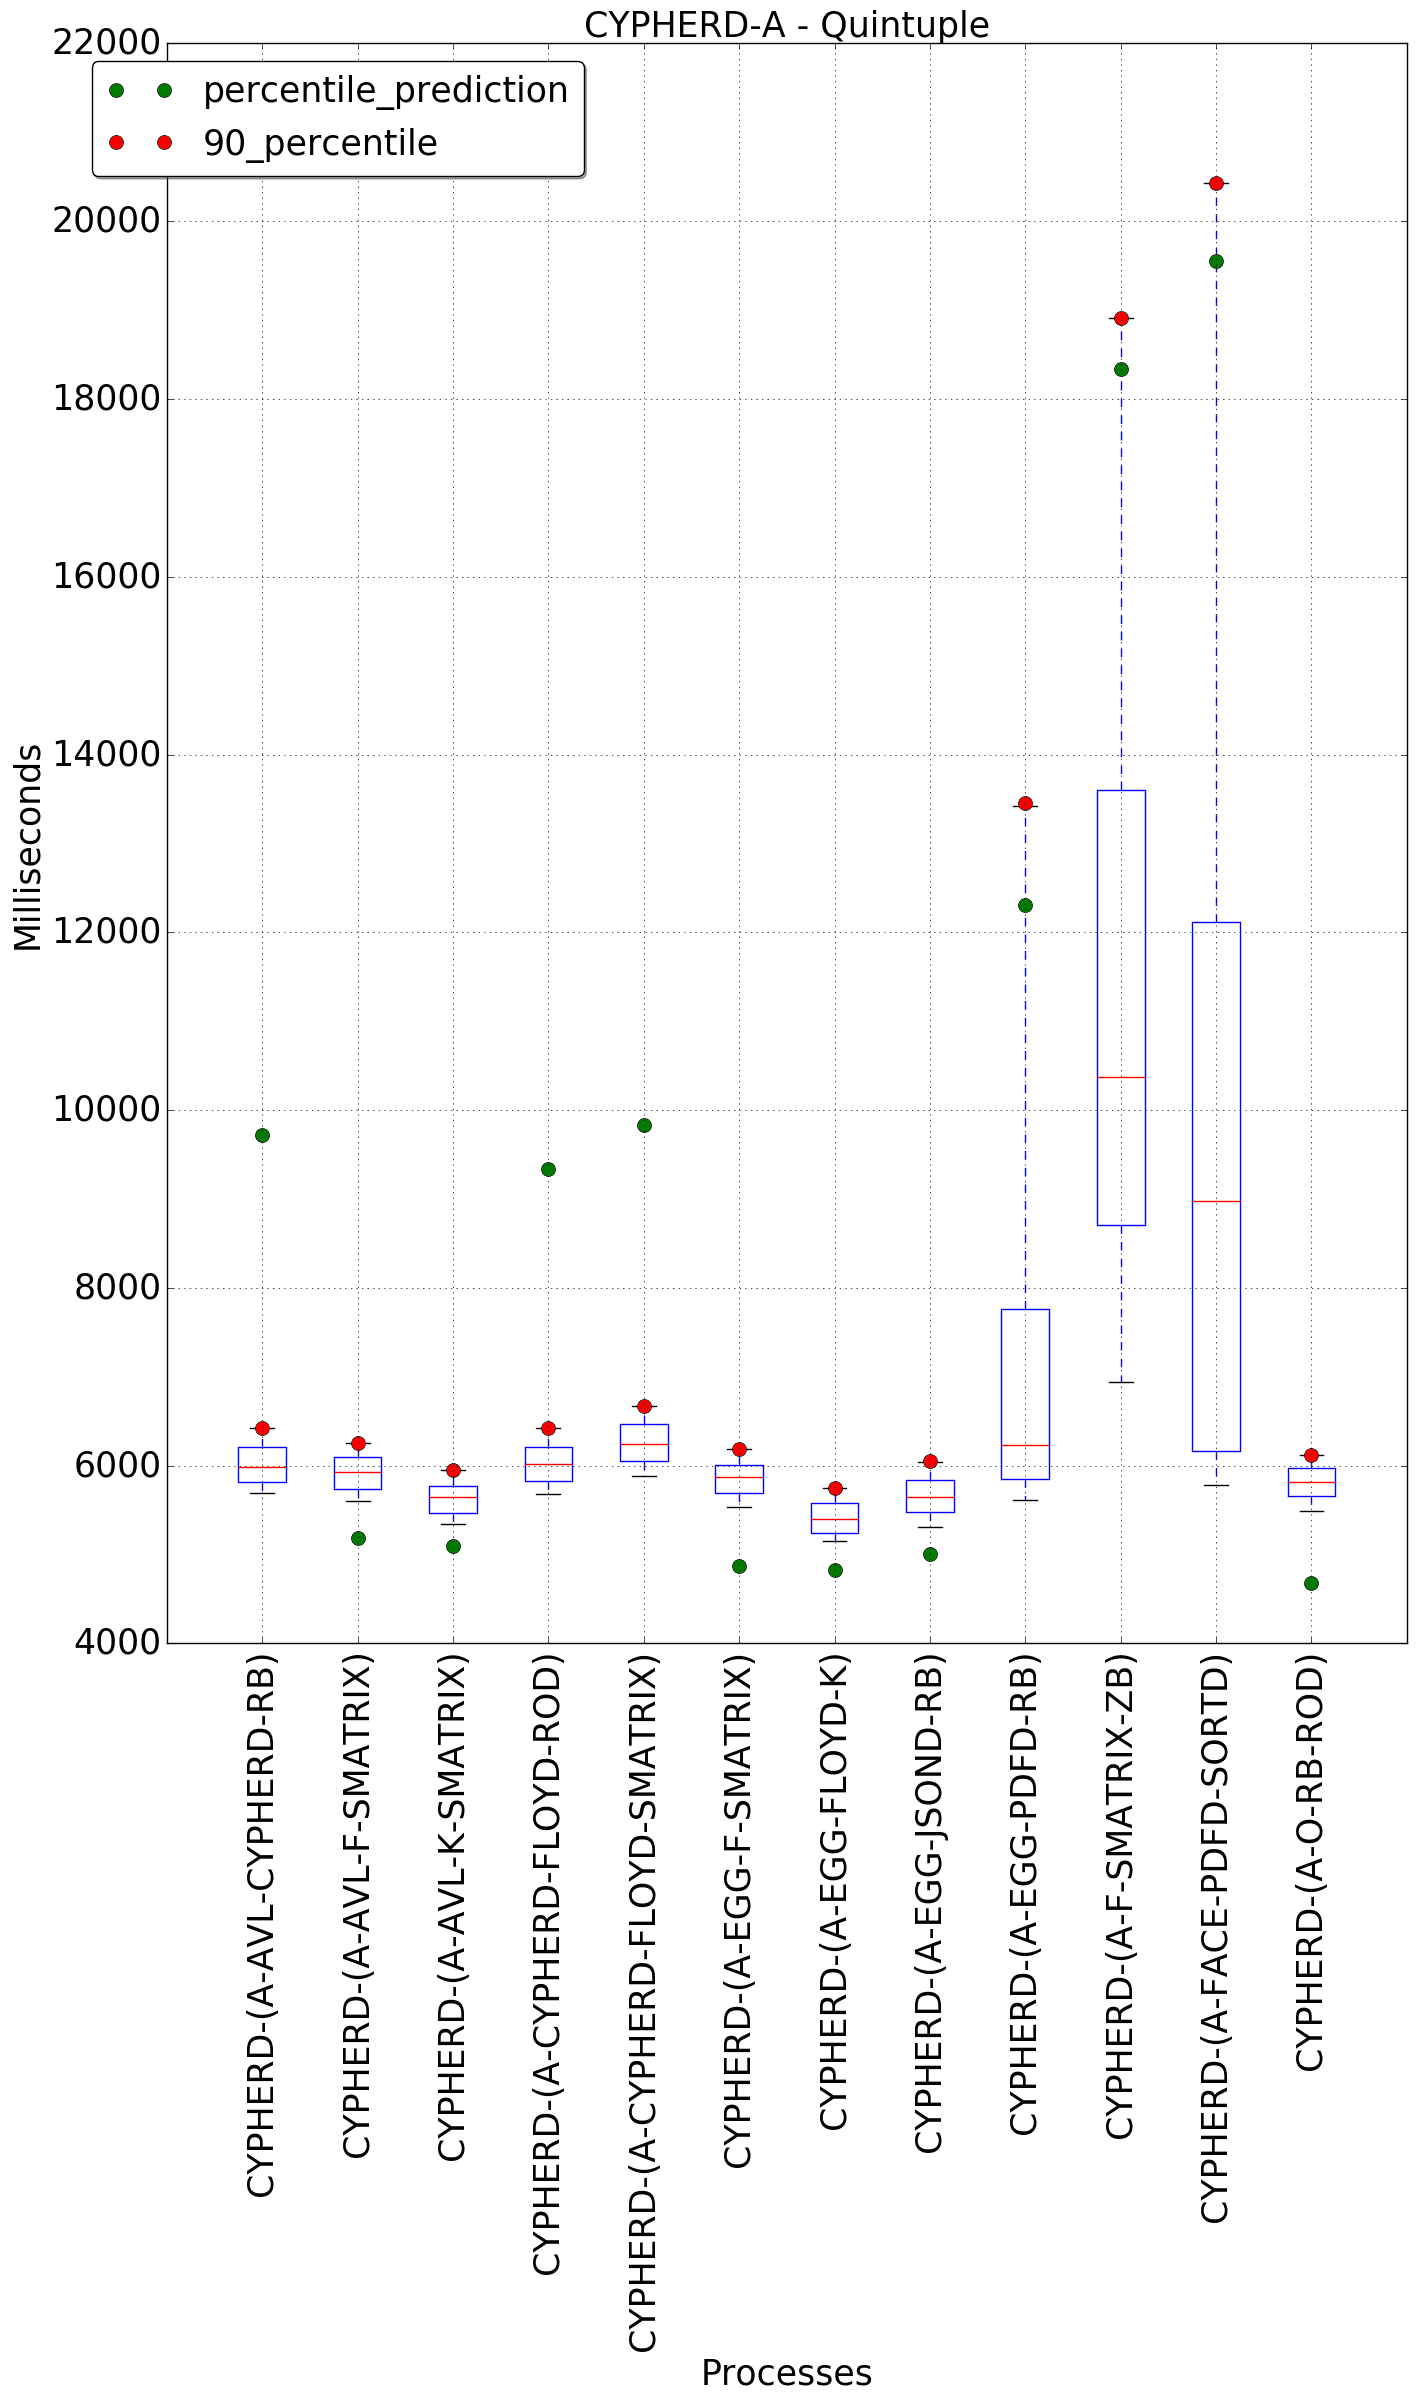 CYPHERD-A - Quintuple
percentile_prediction
90_percentile
22000
20000
18000
16000
14000
12000
10000
8000
6000
4000
Milliseconds
CYPHERD-(A-AVL-CYPHERD-RB)
CYPHERD-(A-AVL-F-SMATRIX)
CYPHERD-(A-AVL-K-SMATRIX)
CYPHERD-(A-CYPHERD-FLOYD-ROD)
CYPHERD-(A-CYPHERD-FLOYD-SMATRIX)
CYPHERD-(A-EGG-F-SMATRIX)
CYPHERD-(A-EGG-FLOYD-K)
CYPHERD-(A-EGG-JSOND-RB)
CYPHERD-(A-EGG-PDFD-RB)
CYPHERD-(A-F-SMATRIX-ZB)
CYPHERD-(A-FACE-PDFD-SORTD)
CYPHERD-(A-O-RB-ROD)
Processes